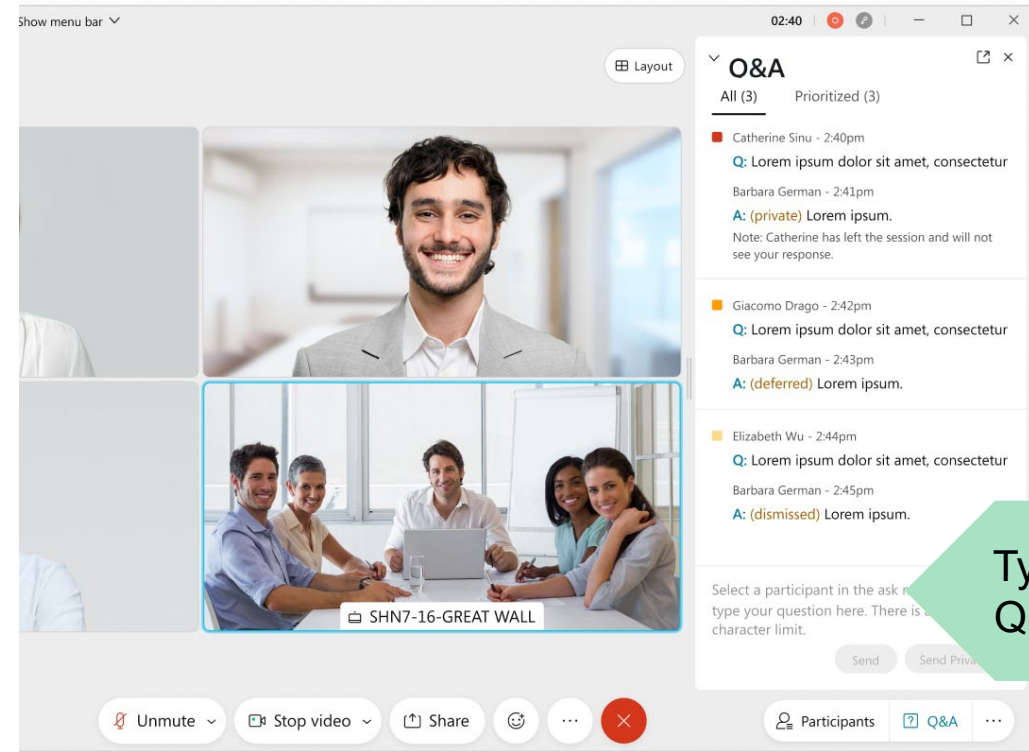 Show menu bar
02:40
Layout
O&A
All (3) Prioritized (3)
Catherine Sinu - 2:40pm
Q: Lorem ipsum dolor sit amet, consectetur
Barbara German - 2:41pm
A: (private) Lorem ipsum.
Note: Catherine has left the session and will not
see your response.
Giacomo Drago - 2:42pm
Q: Lorem ipsum dolor sit amet, consectetur
Barbara German - 2:43pm
A: (deferred) Lorem ipsum.
Elizabeth Wu - 2:44pm
Q: Lorem ipsum dolor sit amet, consectetur
Barbara German - 2:45pm
A: (dismissed) Lorem ipsum.
Select a participant in the ask
type your question here. There is
character limit.
Send Send
SHN7-16-GREAT WALL
Unmute Stop video Share
Participants Q&A